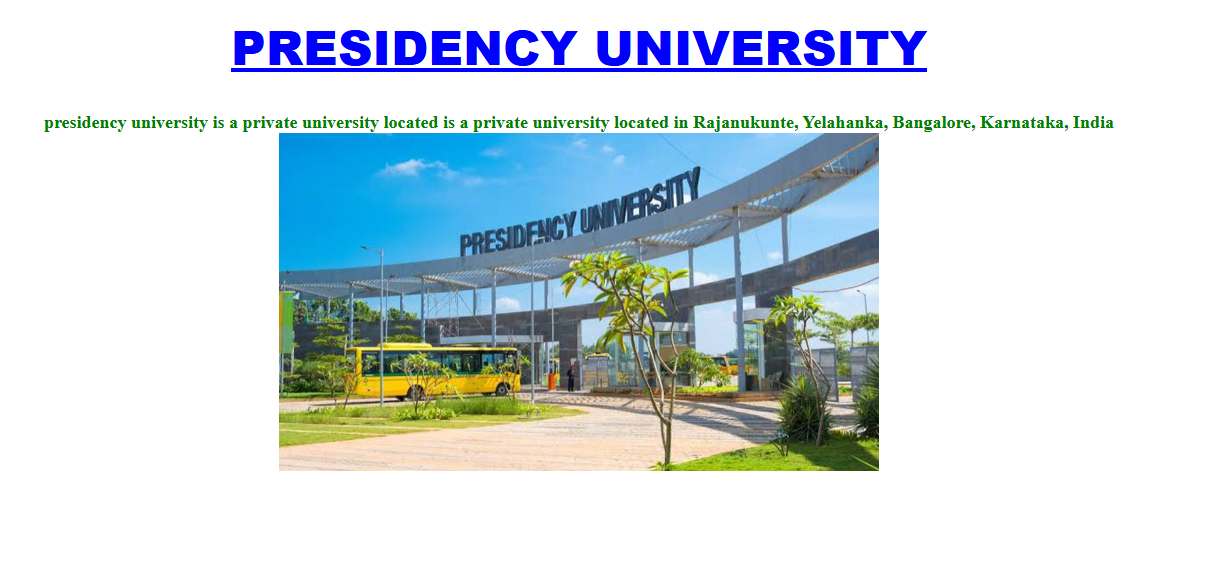 PRESIDENCY UNIVERSITY
presidency university is a private university located is a private university located in Rajanukunte, Yelahanka, Bangalore, Karnataka, India
PRESIDENCY UNIVERSITY